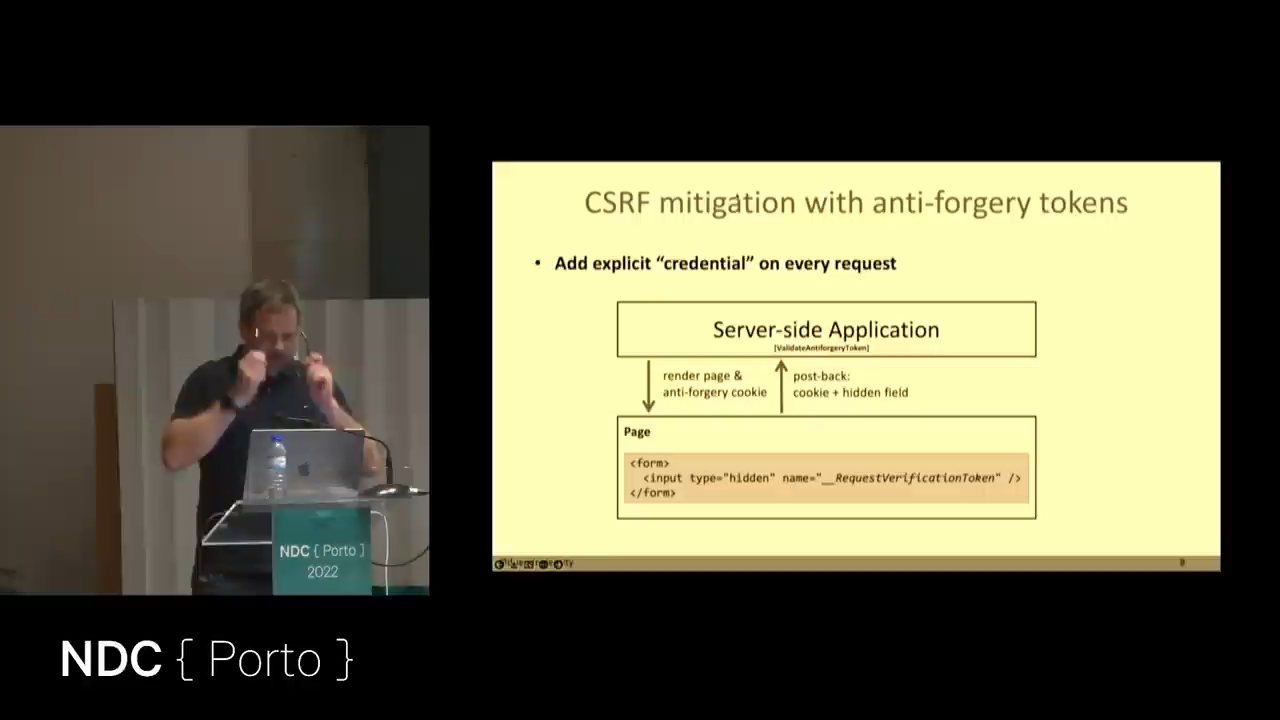 CSRF mitigation with anti-forgery tokens
• Add explicit “credential” on every request
Server-side Application
[ValidateAntiforgeryToken]
render page &
anti-forgery cookie
post-back:
cookie + hidden field
Page
<form>
<input type="hidden" name="__RequestVerificationToken" />
</form>
NDC { Porto }
2022
NDC { Porto }